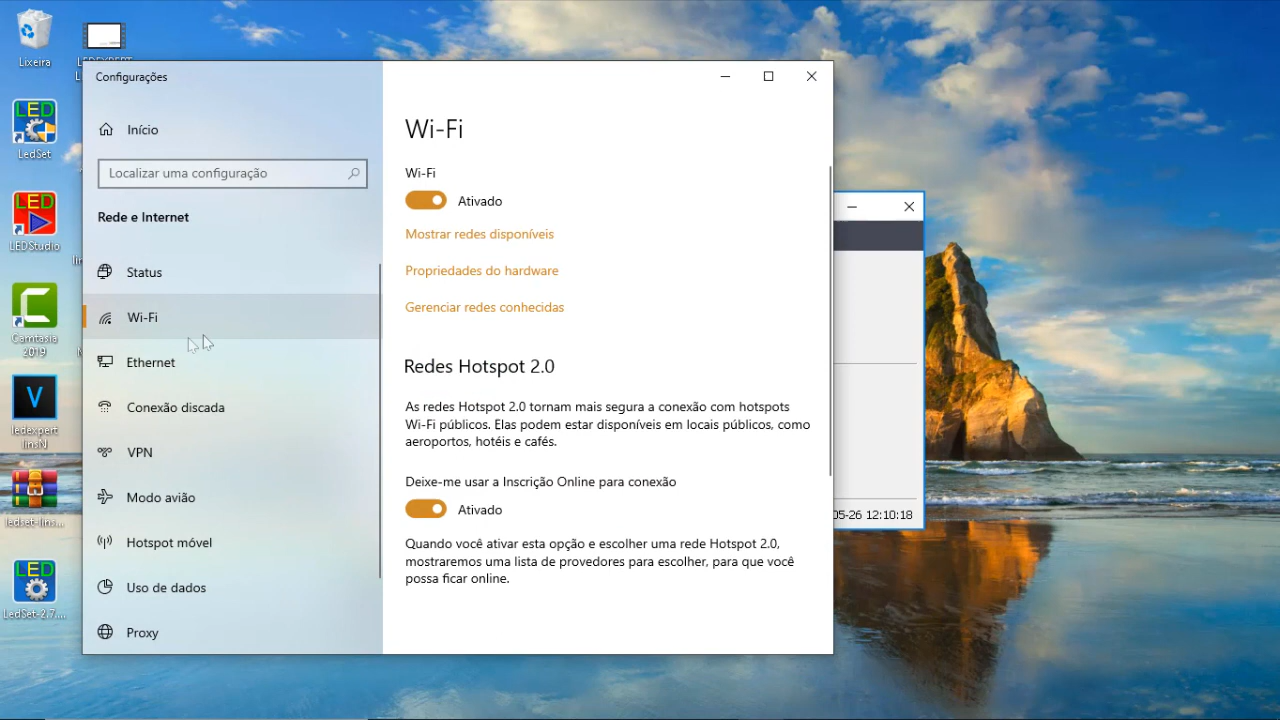 Lixeira
LED
LedSet
LED
LEDStudio
Camtasia
2019
ledexpert
linsN
ledset-lins...
LED
LedSet-2.7....
Configurações
Início
Localizar uma configuração
Rede e Internet
Status
Wi-Fi
Ethernet
Conexão discada
VPN
Modo avião
Hotspot móvel
Uso de dados
Proxy
Wi-Fi
Wi-Fi
Ativado
Mostrar redes disponíveis
Propriedades do hardware
Gerenciar redes conhecidas
Redes Hotspot 2.0
As redes Hotspot 2.0 tornam mais segura a conexão com hotspots
Wi-Fi públicos. Elas podem estar disponíveis em locais públicos, como
aeroportos, hotéis e cafés.
Deixe-me usar a Inscrição Online para conexão
Ativado
Quando você ativar esta opção e escolher uma rede Hotspot 2.0,
mostraremos uma lista de provedores para escolher, para que você
possa ficar online.
05-26 12:10:18